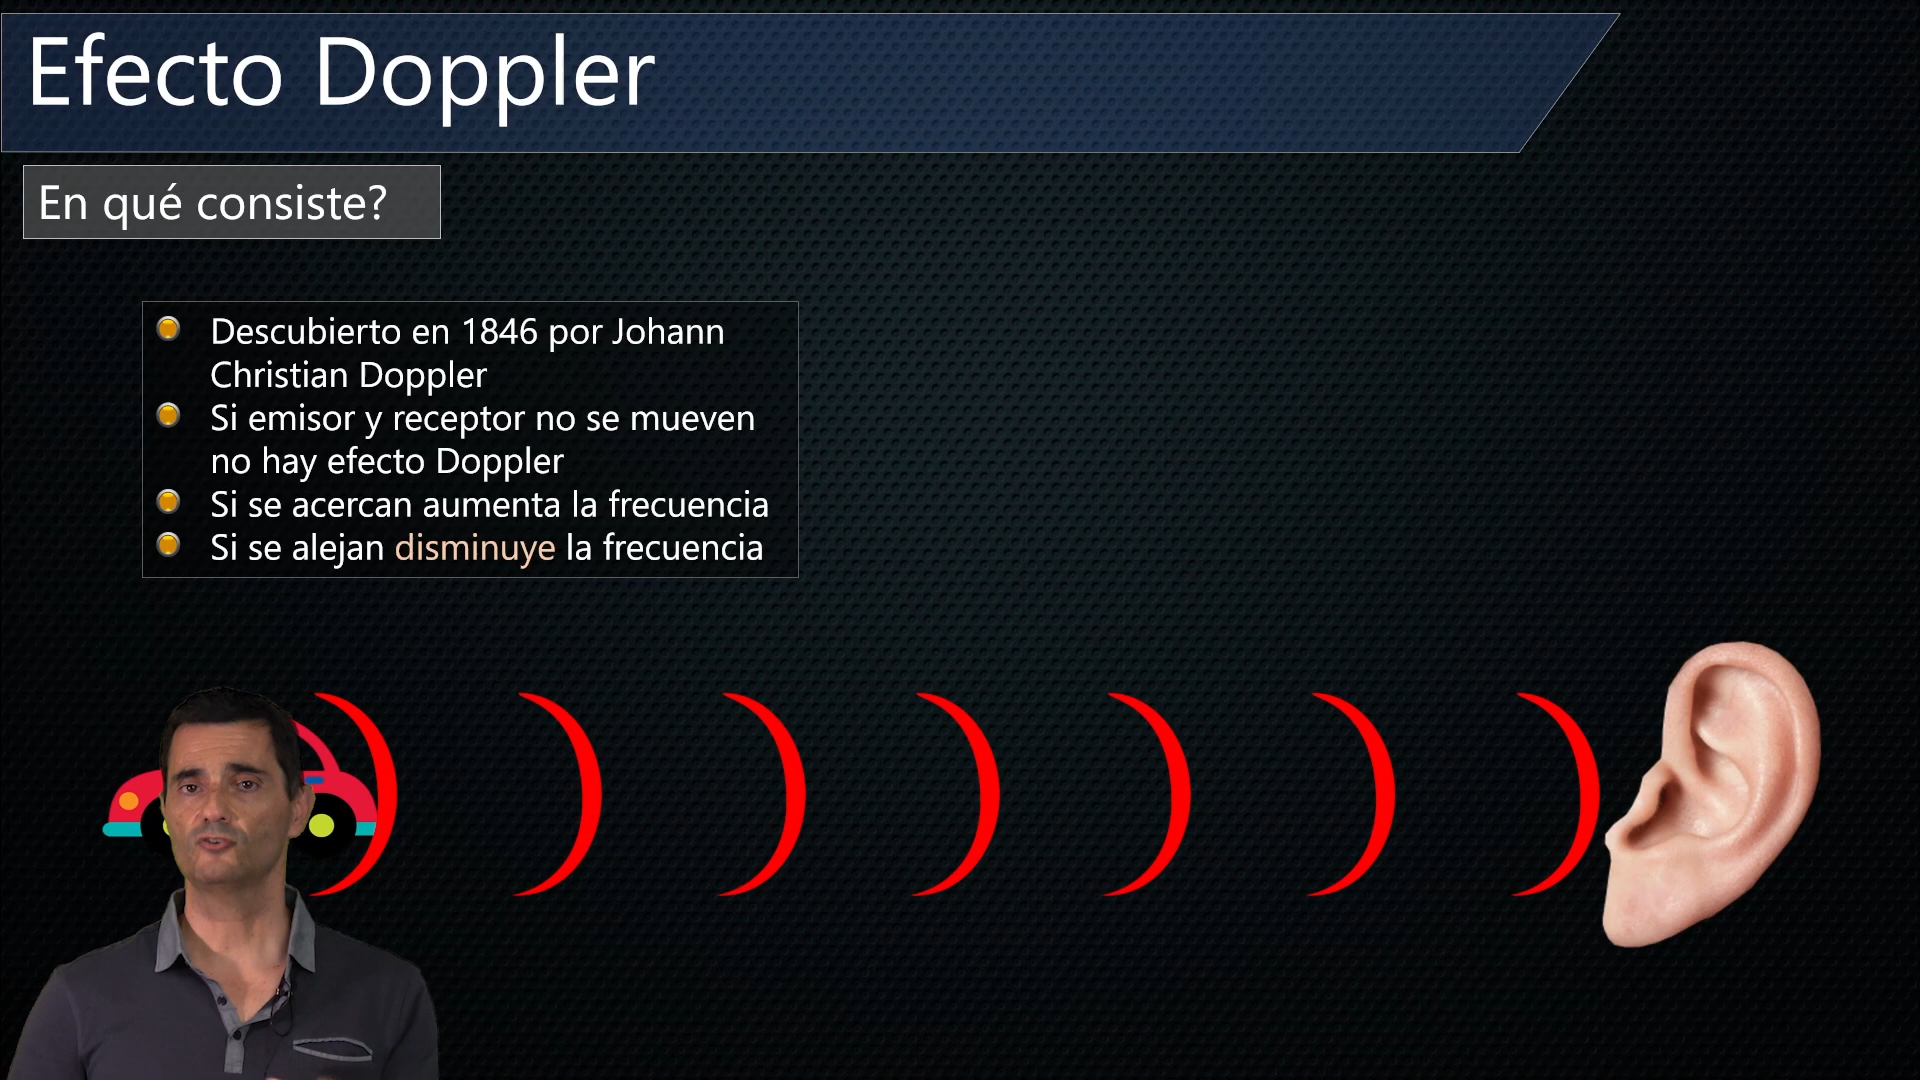 Efecto Doppler
En qué consiste?
Descubierto en 1846 por Johann
Christian Doppler
Si emisor y receptor no se mueven
no hay efecto Doppler
Si se acercan aumenta la frecuencia
Si se alejan disminuye la frecuencia